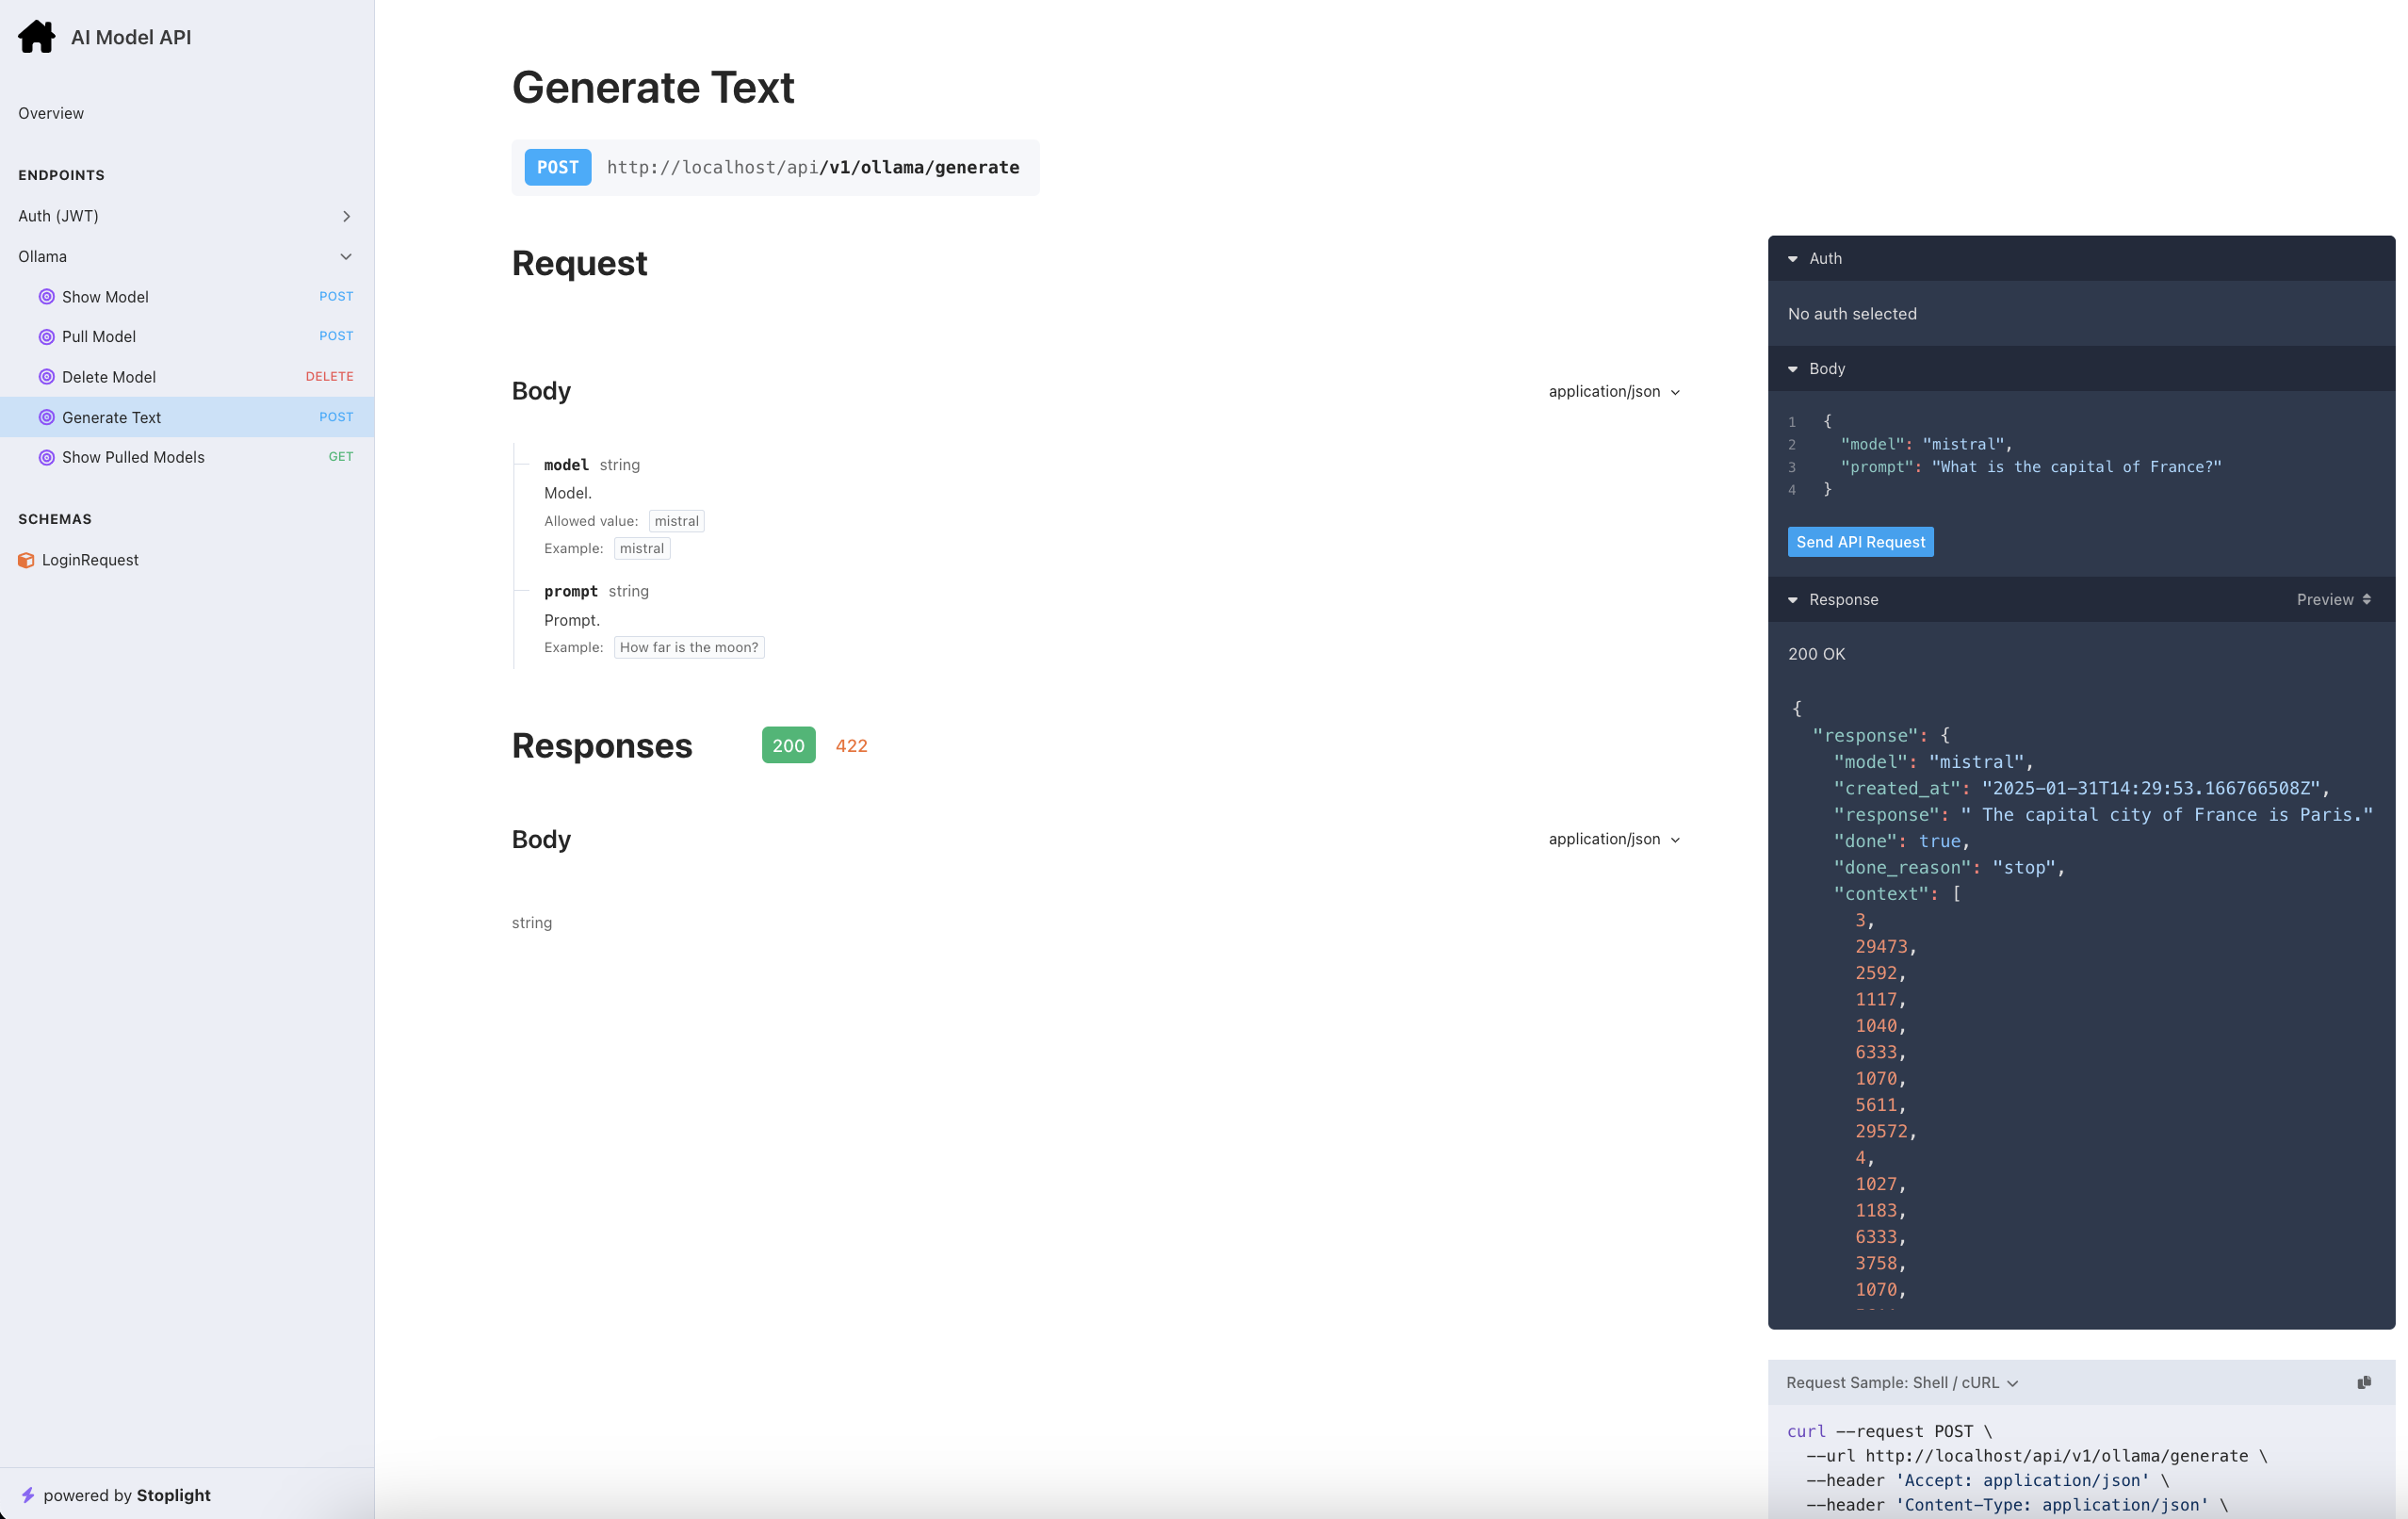 AI Model API
Overview
ENDPOINTS
Auth (JWT)
Ollama
Show Model POST
Pull Model POST
Delete Model DELETE
Generate Text POST
Show Pulled Models GET
SCHEMAS
LoginRequest
powered by Stoplight
Generate Text
POST http://localhost/api/v1/ollama/generate
Request
Body application/json
model string
Model.
Allowed value: mistral
Example: mistral
prompt string
Prompt.
Example: How far is the moon?
Responses 200 422
Body application/json
string
Auth
No auth selected
Body
1 {
2 "model": "mistral",
3 "prompt": "What is the capital of France?"
4 }
Send API Request
Response Preview
200 OK
{
"response": {
"model": "mistral",
"created_at": "2025-01-31T14:29:53.166766508Z",
"response": " The capital city of France is Paris."
"done": true,
"done_reason": "stop",
"context": [
3,
29473,
2592,
1117,
1040,
6333,
1070,
5611,
29572,
4,
1027,
1183,
6333,
3758,
1070,
Request Sample: Shell / cURL
curl --request POST \
--url http://localhost/api/v1/ollama/generate \
--header 'Accept: application/json' \
--header 'Content-Type: application/json' \